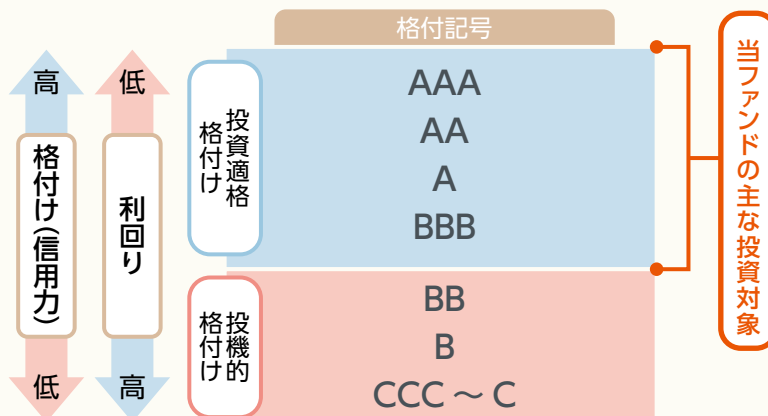 格付記号
高
格付け(信用力)
低
低
利回り
高
投資適格
格付け
AAA
AA
A
BBB
投機的
格付け
BB
B
CCC ～ C
当ファンドの主な投資対象